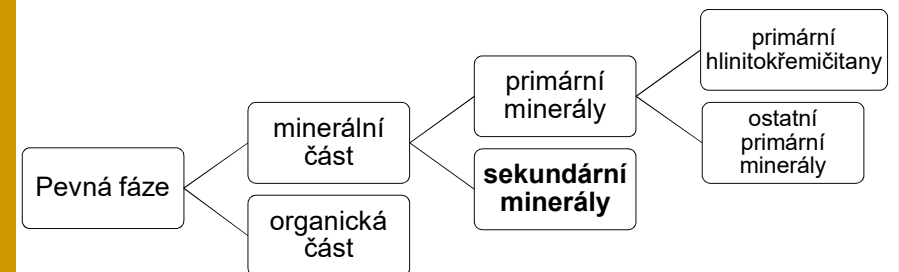 Pevná fáze
minerální
část
organická
část
primární
minerály
sekundární
minerály
primární
hlinitokřemičitany
ostatní
primární
minerály